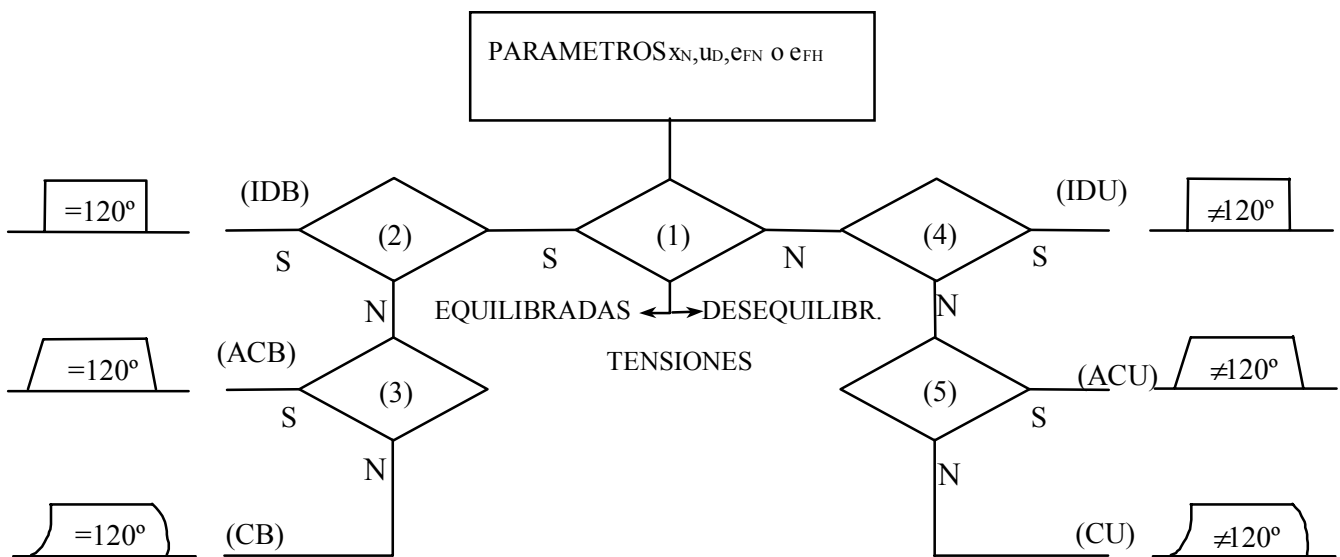 PARAMETROS xN,uD,eFN o eFH
=120º
(IDB)
S
(2)
S
(1)
N
(4)
(IDU)
S
≠120º
N
EQUILIBRADAS
DESEQUILIBR.
N
TENSIONES
=120º
(ACB)
S
(3)
(5)
(ACU)
S
≠120º
N
N
=120º
(CB)
(CU)
≠120º